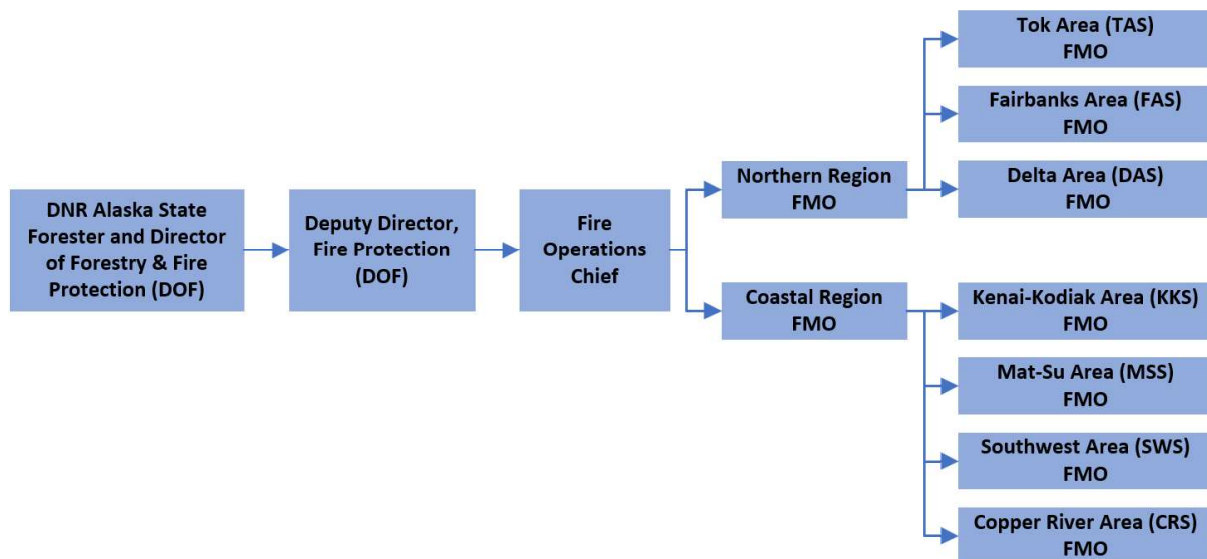 DNR Alaska State
Forester and Director
of Forestry & Fire
Protection (DOF)
Deputy Director,
Fire Protection
(DOF)
Fire
Operations
Chief
Northern Region
FMO
Tok Area (TAS)
FMO
Fairbanks Area (FAS)
FMO
Delta Area (DAS)
FMO
Coastal Region
FMO
Kenai-Kodiak Area (KKS)
FMO
Mat-Su Area (MSS)
FMO
Southwest Area (SWS)
FMO
Copper River Area (CRS)
FMO